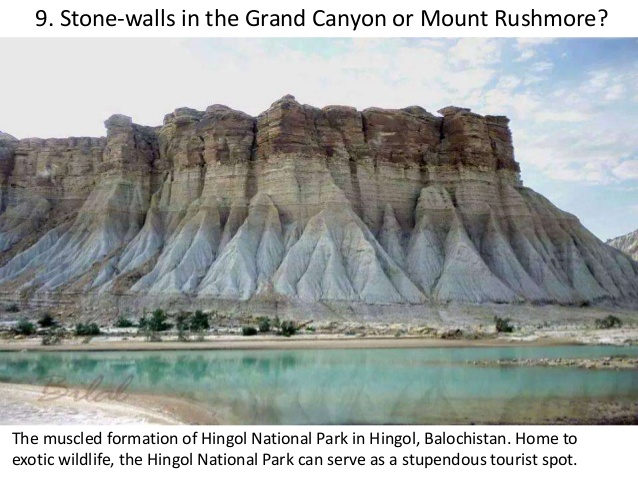 9. Stone-walls in the Grand Canyon or Mount Rushmore?
Bilal
The muscled formation of Hingol National Park in Hingol, Balochistan. Home to
exotic wildlife, the Hingol National Park can serve as a stupendous tourist spot.